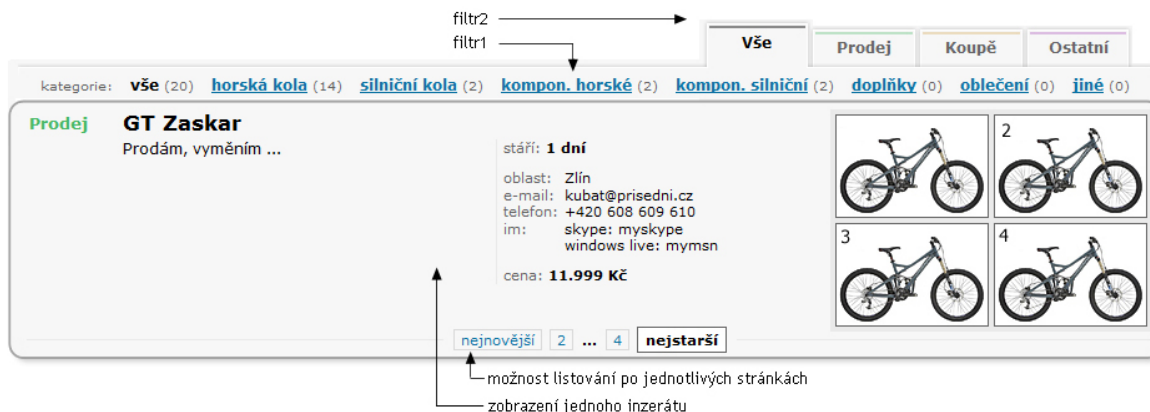 filtr2
filtr1
Vše Prodej Koupě Ostatní
kategorie: vše (20) horská kola (14) silniční kola (2) kompon. horské (2) kompon. silniční (2) doplňky (0) oblečení (0) jiné (0)
Prodej GT Zaskar
Prodám, vyměním ...
stáří: 1 dní
oblast: Zlín
e-mail: kubat@prisedni.cz
telefon: +420 608 609 610
im: skype: myskype
windows live: mymsn
cena: 11.999 Kč
2
3 4
nejnovější 2 ... 4 nejstarší
možnost listování po jednotlivých stránkách
zobrazení jednoho inzerátu